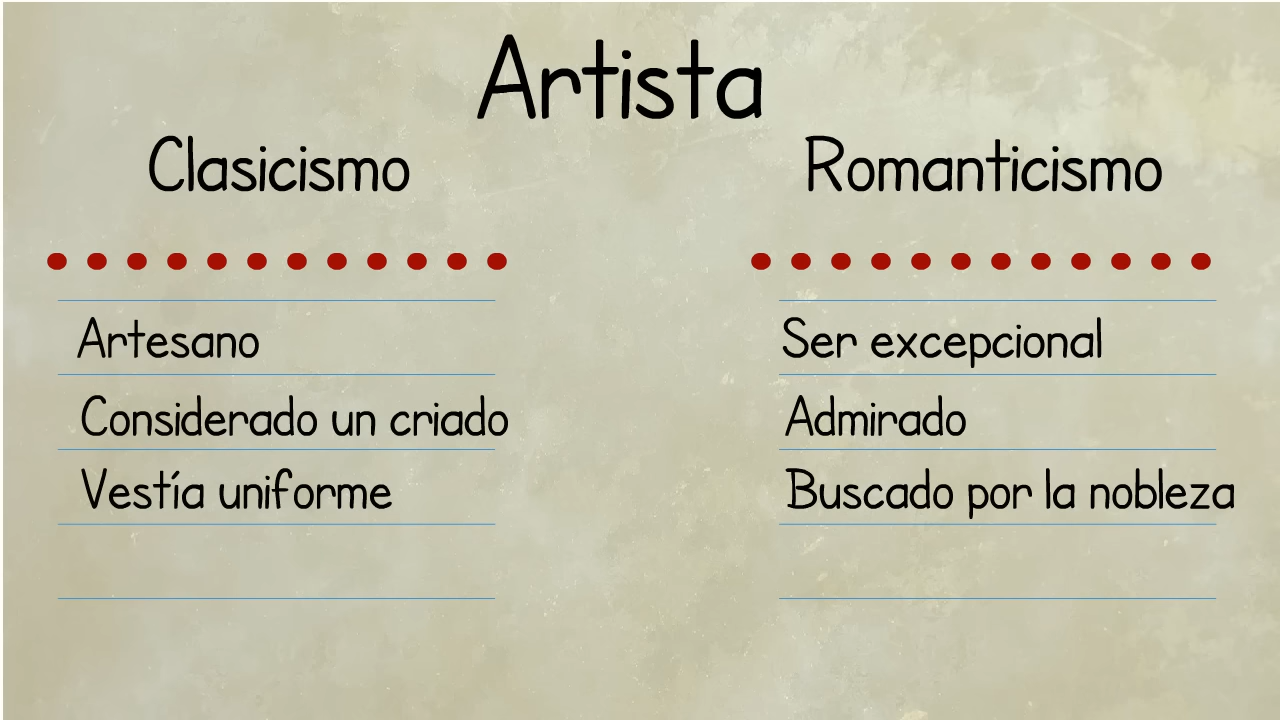 Artista
Clasicismo
Artesano
Considerado un criado
Vestía uniforme
Romanticismo
Ser excepcional
Admirado
Buscado por la nobleza